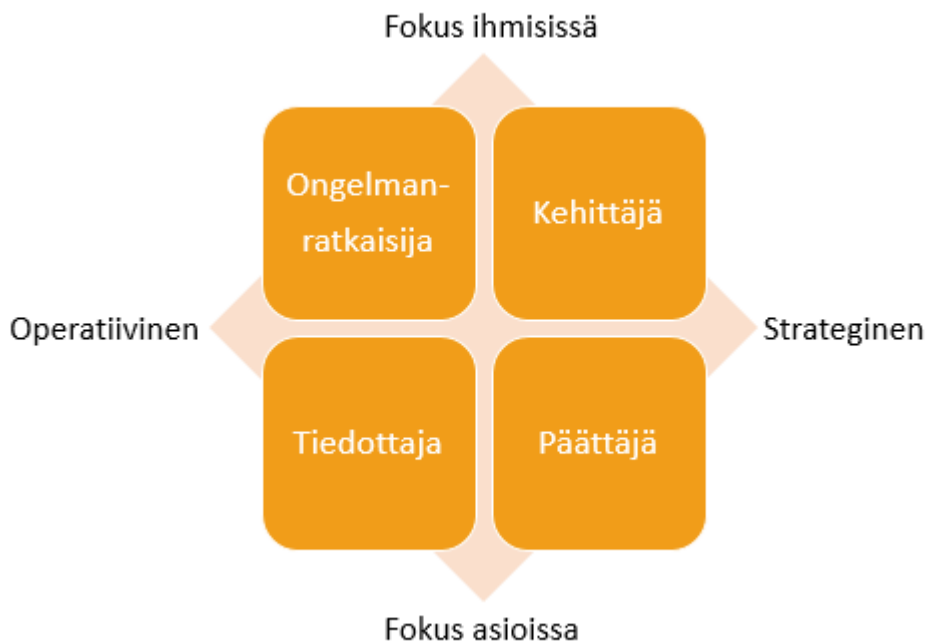 Fokus ihmisissä
Ongelman-
ratkaisija
Kehittäjä
Operatiivinen
Strateginen
Tiedottaja
Päättäjä
Fokus asioissa